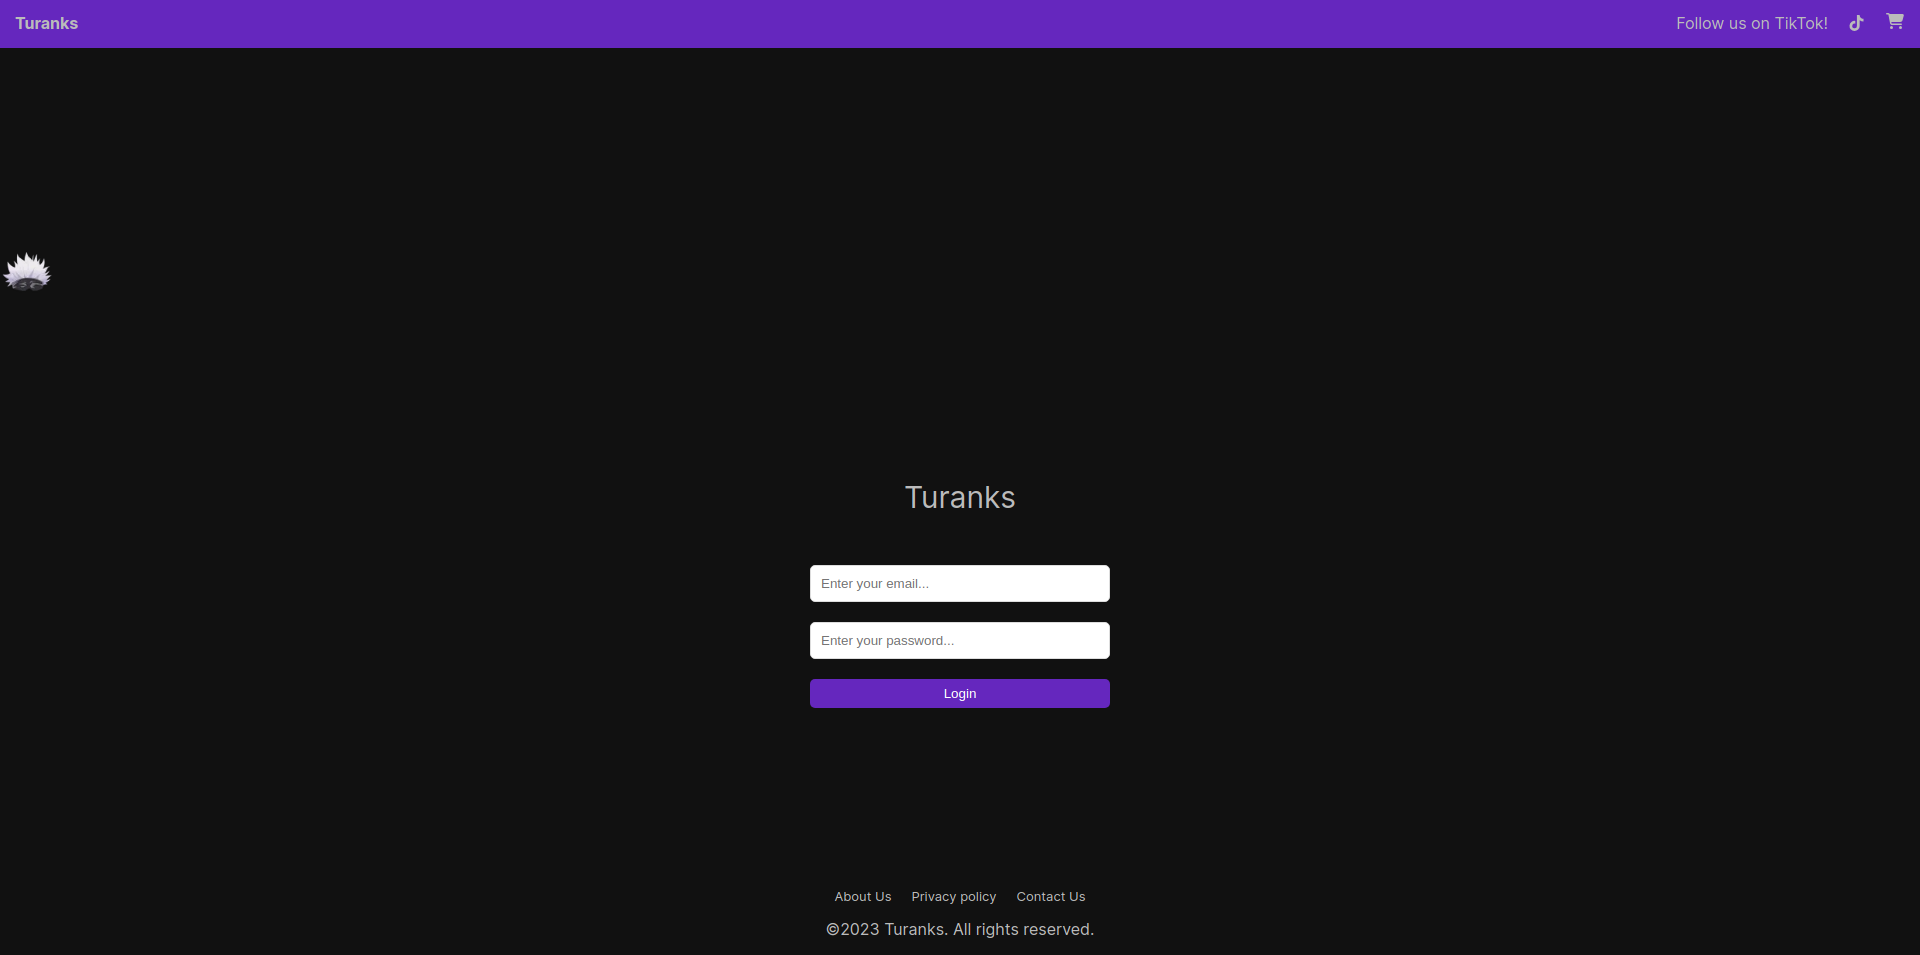 Turanks
Follow us on TikTok!
Turanks
Enter your email...
Enter your password...
Login
About Us
Privacy policy
Contact Us
©2023 Turanks. All rights reserved.